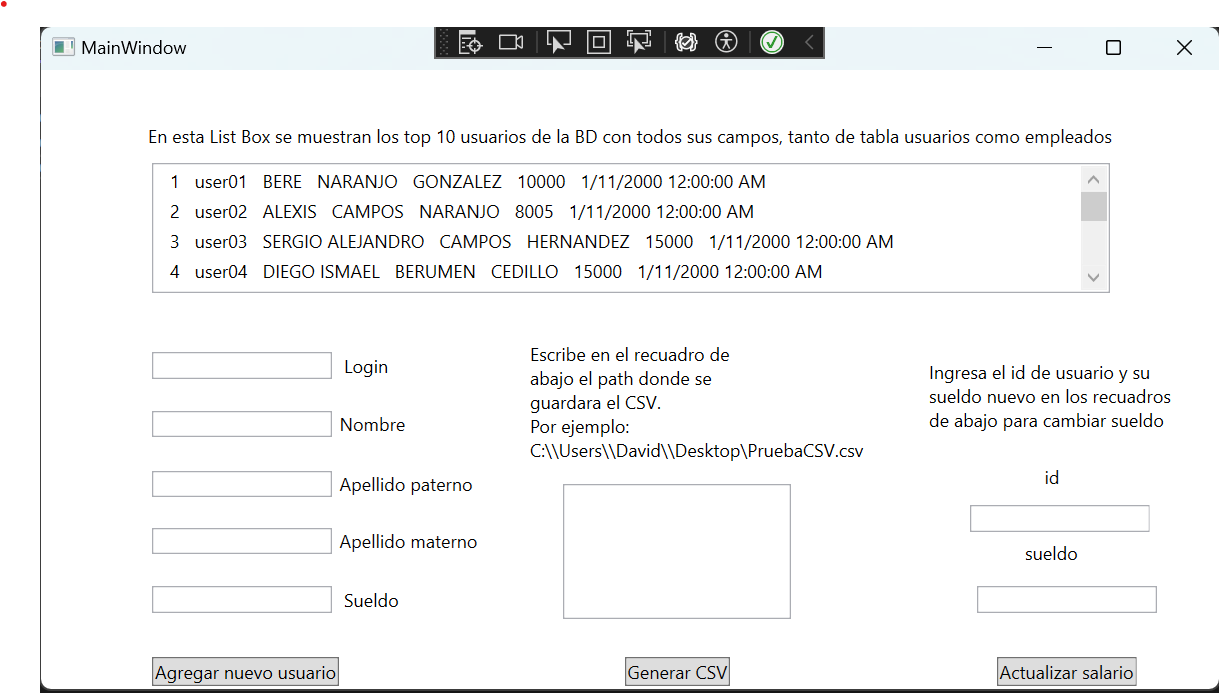 MainWindow
En esta List Box se muestran los top 10 usuarios de la BD con todos sus campos, tanto de tabla usuarios como empleados
1 user01 BERE NARANJO GONZALEZ 10000 1/11/2000 12:00:00 AM
2 user02 ALEXIS CAMPOS NARANJO 8005 1/11/2000 12:00:00 AM
3 user03 SERGIO ALEJANDRO CAMPOS HERNANDEZ 15000 1/11/2000 12:00:00 AM
4 user04 DIEGO ISMAEL BERUMEN CEDILLO 15000 1/11/2000 12:00:00 AM
Login
Nombre
Apellido paterno
Apellido materno
Sueldo
Agregar nuevo usuario
Escribe en el recuadro de
abajo el path donde se
guardara el CSV.
Por ejemplo:
C:\\Users\\David\\Desktop\PruebaCSV.csv
Generar CSV
Ingresa el id de usuario y su
sueldo nuevo en los recuadros
de abajo para cambiar sueldo
id
sueldo
Actualizar salario